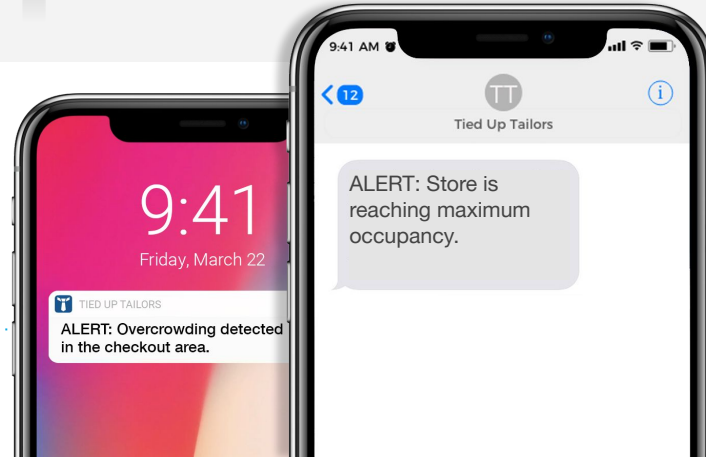 9:41
Friday, March 22
TIED UP TAILORS
ALERT: Overcrowding detected
in the checkout area.
9:41 AM
12
TT
i
Tied Up Tailors
ALERT: Store is
reaching maximum
occupancy.